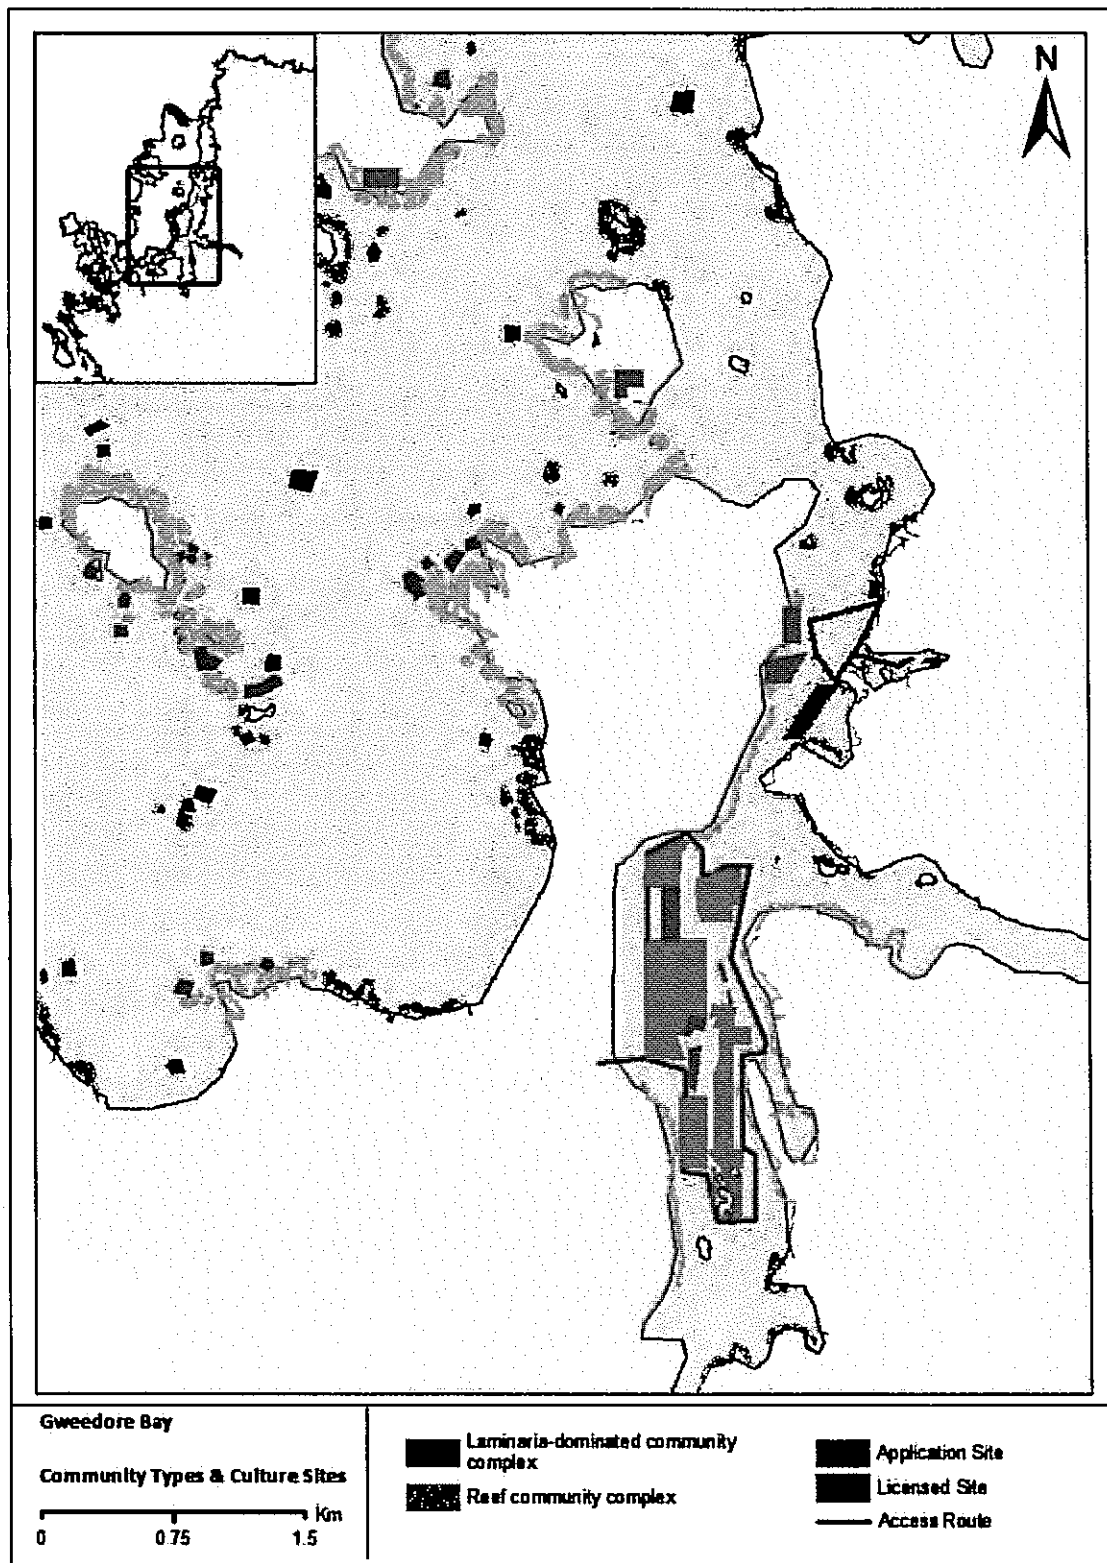 N
Gweedore Bay
Community Types & Culture Sites
Km
0 0.75 1.5
Laminaria-dominated community
complex
Reef community complex
Application Site
Licensed Site
Access Route